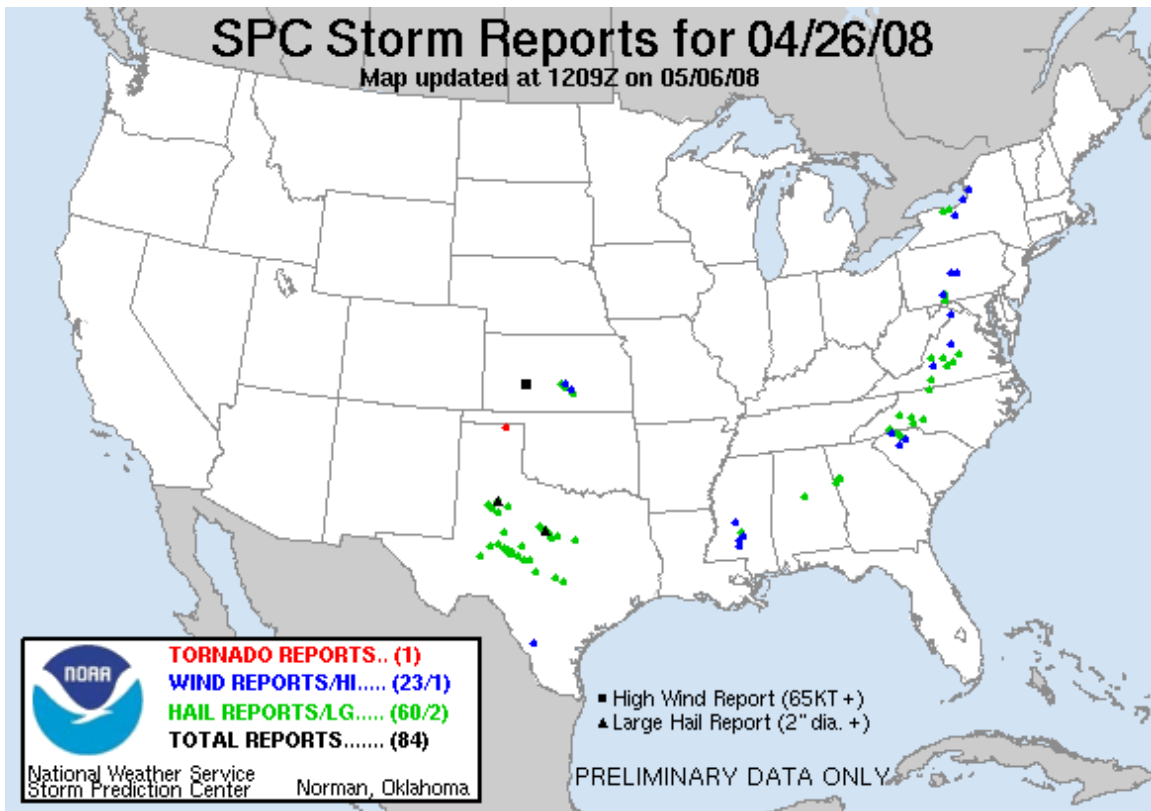 SPC Storm Reports for 04/26/08
Map updated at 1209Z on 05/06/08
NOAA
TORNADO REPORTS.. (1)
WIND REPORTS/HI..... (23/1)
HAIL REPORTS/LG..... (60/2)
TOTAL REPORTS....... (84)
National Weather Service
Storm Prediction Center
Norman, Oklahoma
High Wind Report (65KT +)
Large Hail Report (2" dia. +)
PRELIMINARY DATA ONLY